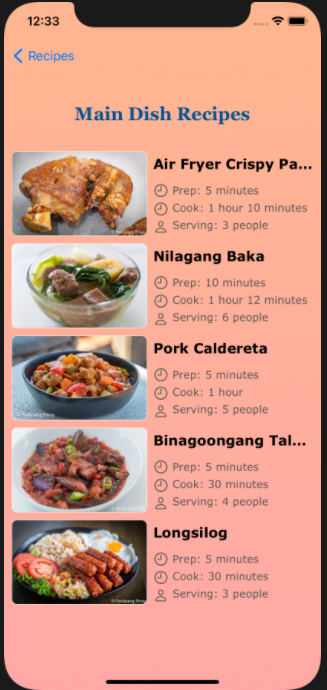 12:33
Recipes
Main Dish Recipes
Air Fryer Crispy Pa...
Prep: 5 minutes
Cook: 1 hour 10 minutes
Serving: 3 people
Nilagang Baka
Prep: 10 minutes
Cook: 1 hour 12 minutes
Serving: 6 people
Pork Caldereta
Prep: 5 minutes
Cook: 1 hour
Serving: 5 people
Binagoongang Tal...
Prep: 5 minutes
Cook: 30 minutes
Serving: 4 people
Longsilog
Prep: 5 minutes
Cook: 30 minutes
Serving: 3 people